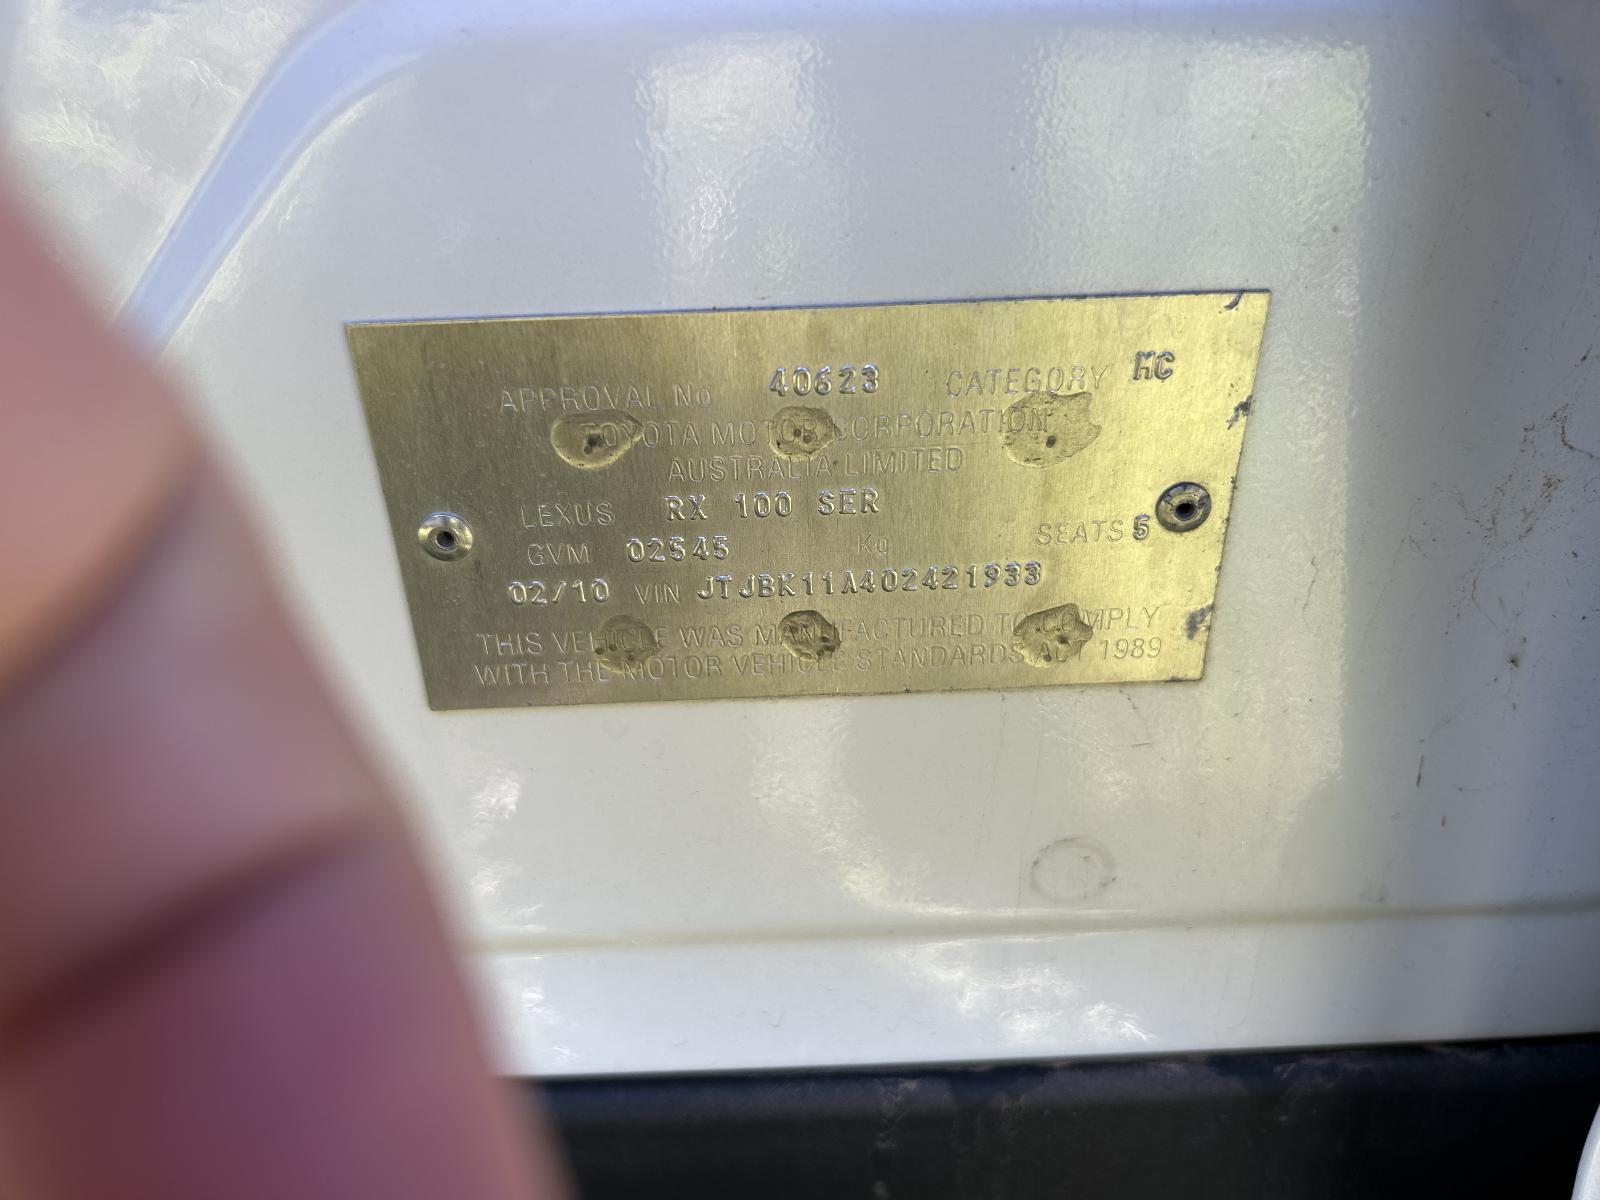 APPROVAL No 40623 CATEGORY MC
TOYOTA MOTOR CORPORATION
AUSTRALIA LIMITED
LEXUS RX 100 SER
GVM 02545 Kg SEATS 5
02/10 VIN JTJBK11A402421933
THIS VEHICLE WAS MANUFACTURED TO COMPLY
WITH THE MOTOR VEHICLE STANDARDS ACT 1989